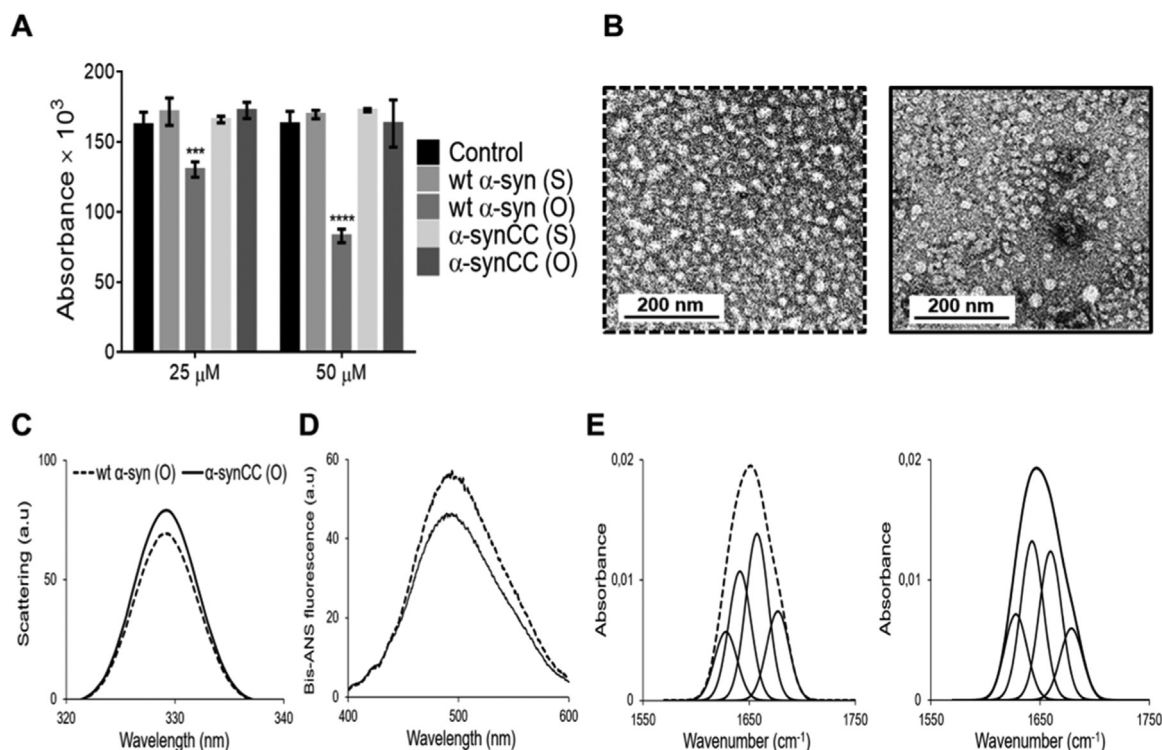 A
B
200
150
100
50
0
Absorbance × 10³
***
****
25 µM
50 µM
Control
wt α-syn (S)
wt α-syn (O)
α-synCC (S)
α-synCC (O)
200 nm
200 nm
C
D
E
100
50
0
Scattering (a.u)
wt α-syn (O)
α-synCC (O)
320
330
340
Wavelength (nm)
60
40
20
0
Bis-ANS fluorescence (a.u)
400
500
600
Wavelength (nm)
0,02
0,01
0
Absorbance
1550
1650
1750
Wavenumber (cm⁻¹)
0,02
0,01
0
Absorbance
1550
1650
1750
Wavenumber (cm⁻¹)